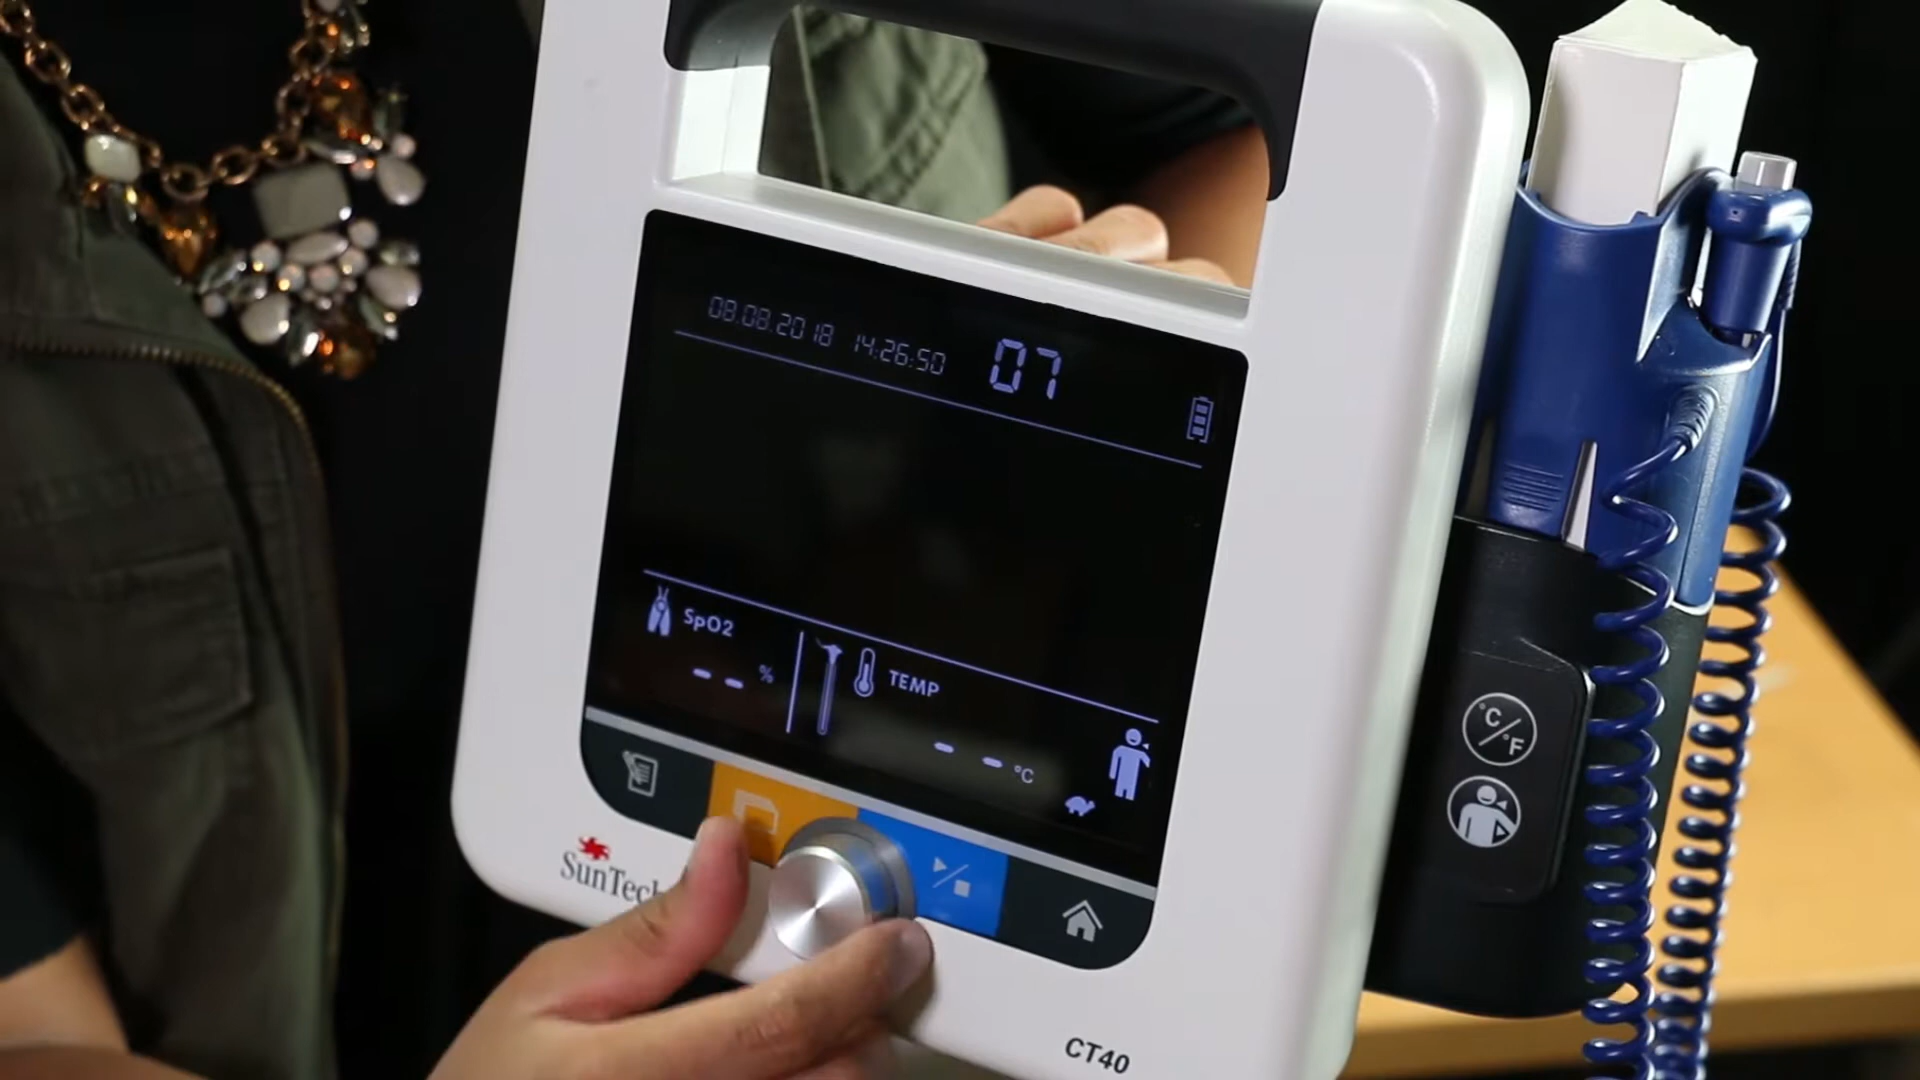 08.08.2018 14:26:50 07
SpO2
-- %
TEMP
- - °C
SunTech
CT40
°C/°F